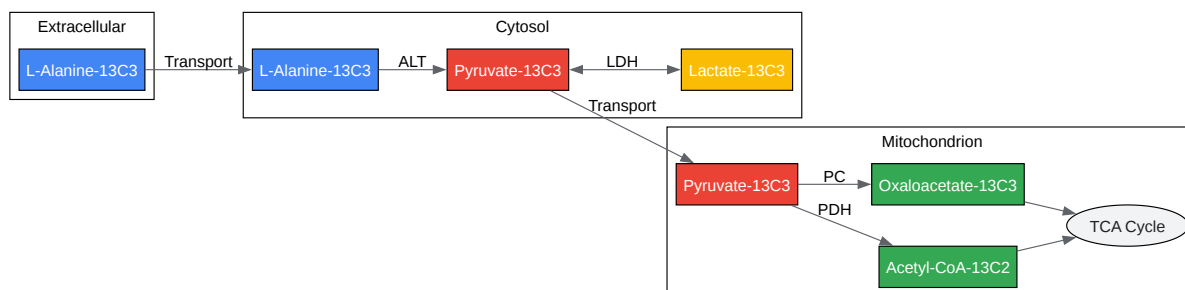 Extracellular
Cytosol
L-Alanine-13C3
Transport
L-Alanine-13C3
ALT
Pyruvate-13C3
LDH
Lactate-13C3
Transport
Mitochondrion
Pyruvate-13C3
PC
Oxaloacetate-13C3
PDH
TCA Cycle
Acetyl-CoA-13C2